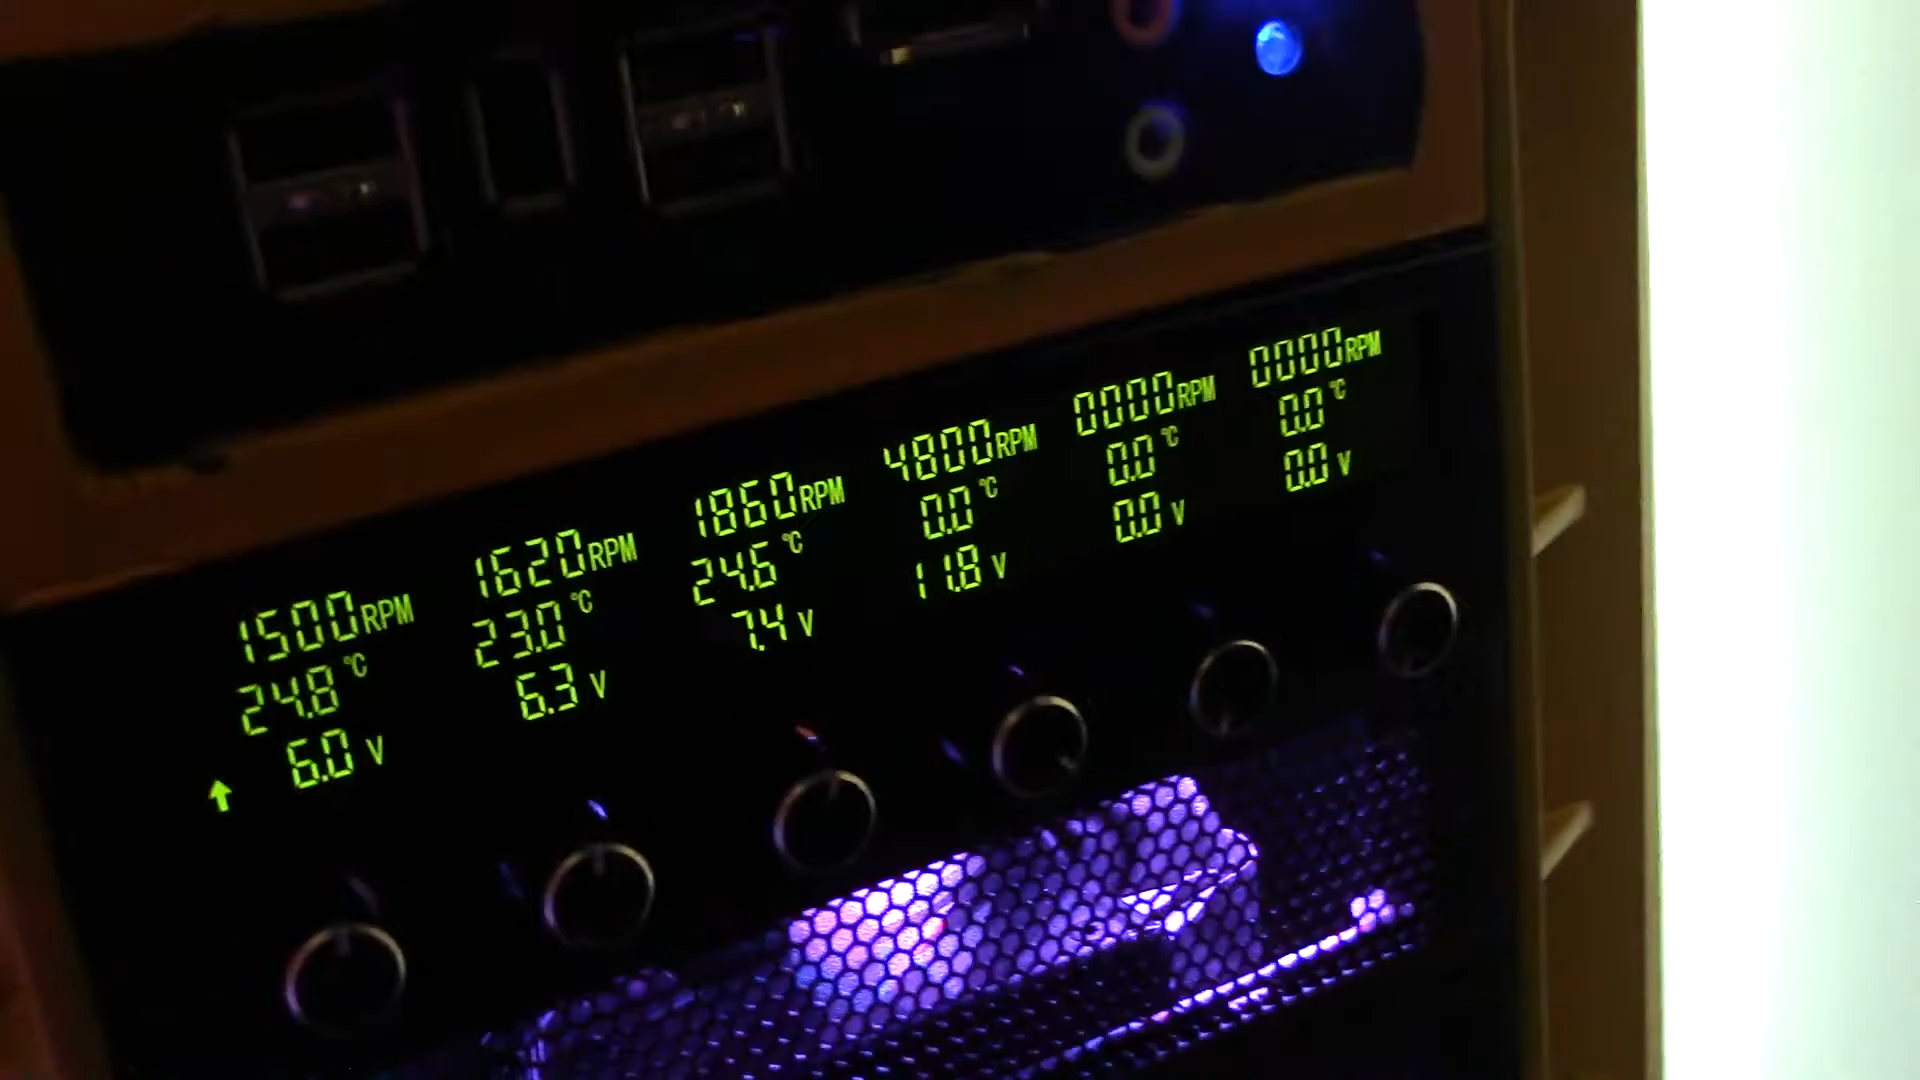 1500RPM
24.8 °C
6.0 V
1620RPM
23.0 °C
6.3 V
1860RPM
24.6 °C
7.4 V
4800RPM
0.0 °C
11.8 V
0000RPM
0.0 °C
0.0 V
0000RPM
0.0 °C
0.0 V